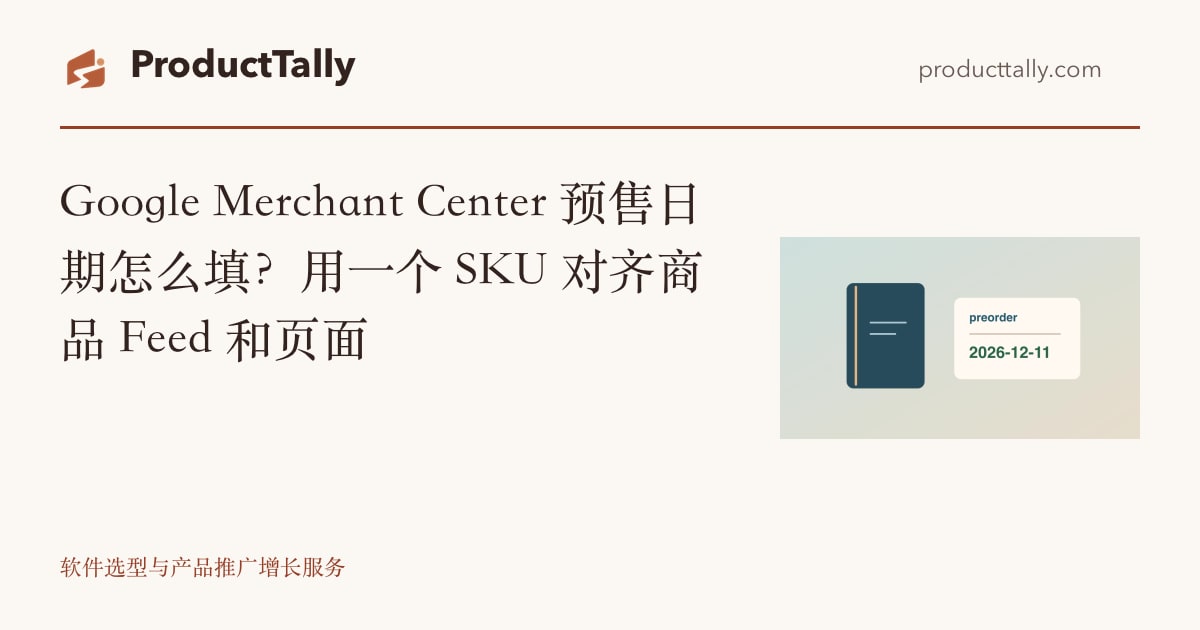 ProductTally
producttally.com
Google Merchant Center 预售日
期怎么填？用一个 SKU 对齐商
品 Feed 和页面
preorder
2026-12-11
软件选型与产品推广增长服务